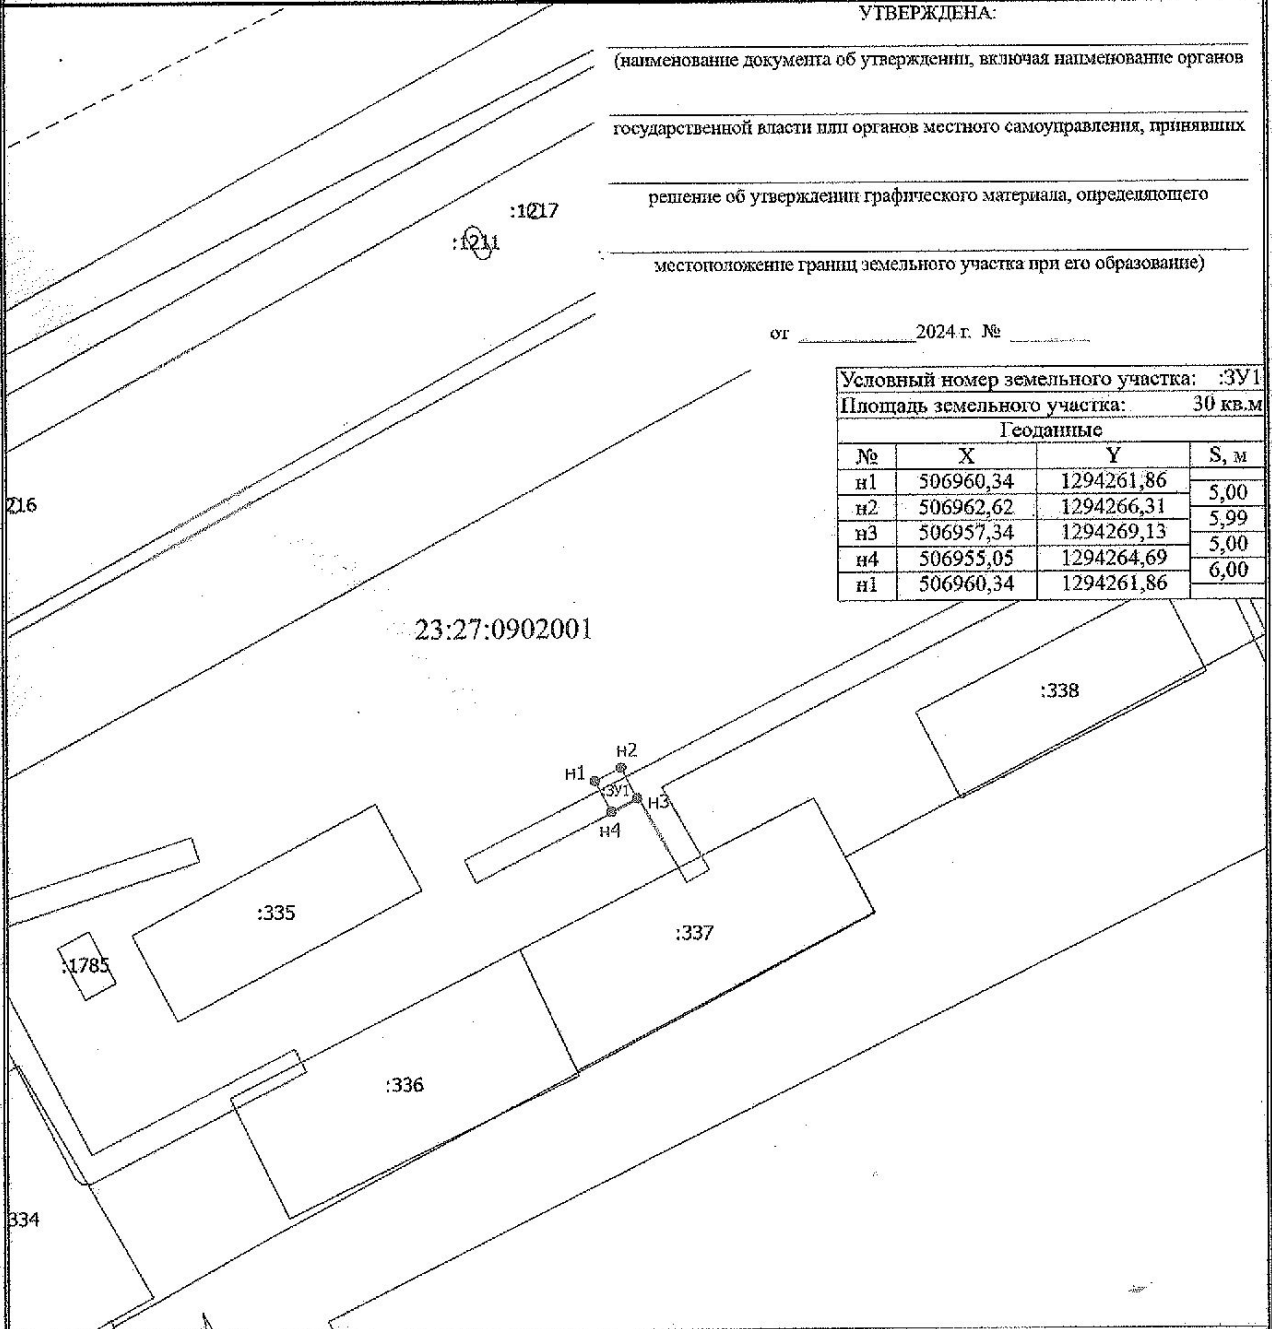 УТВЕРЖДЕНА:
(наименование документа об утверждении, включая наименование органов
государственной власти или органов местного самоуправления, принявших
решение об утверждении графического материала, определяющего
местоположение границ земельного участка при его образование)
от 2024 г. №
Условный номер земельного участка: :ЗУ1
Площадь земельного участка: 30 кв.м
Геоданные
№ X Y S, м
н1 506960,34 1294261,86
5,00
н2 506962,62 1294266,31
5,99
н3 506957,34 1294269,13
5,00
н4 506955,05 1294264,69
6,00
н1 506960,34 1294261,86
:1217
:1211
216
23:27:0902001
:338
н2
н1
:ЗУ1
н3
н4
:335
:337
:1785
:336
334